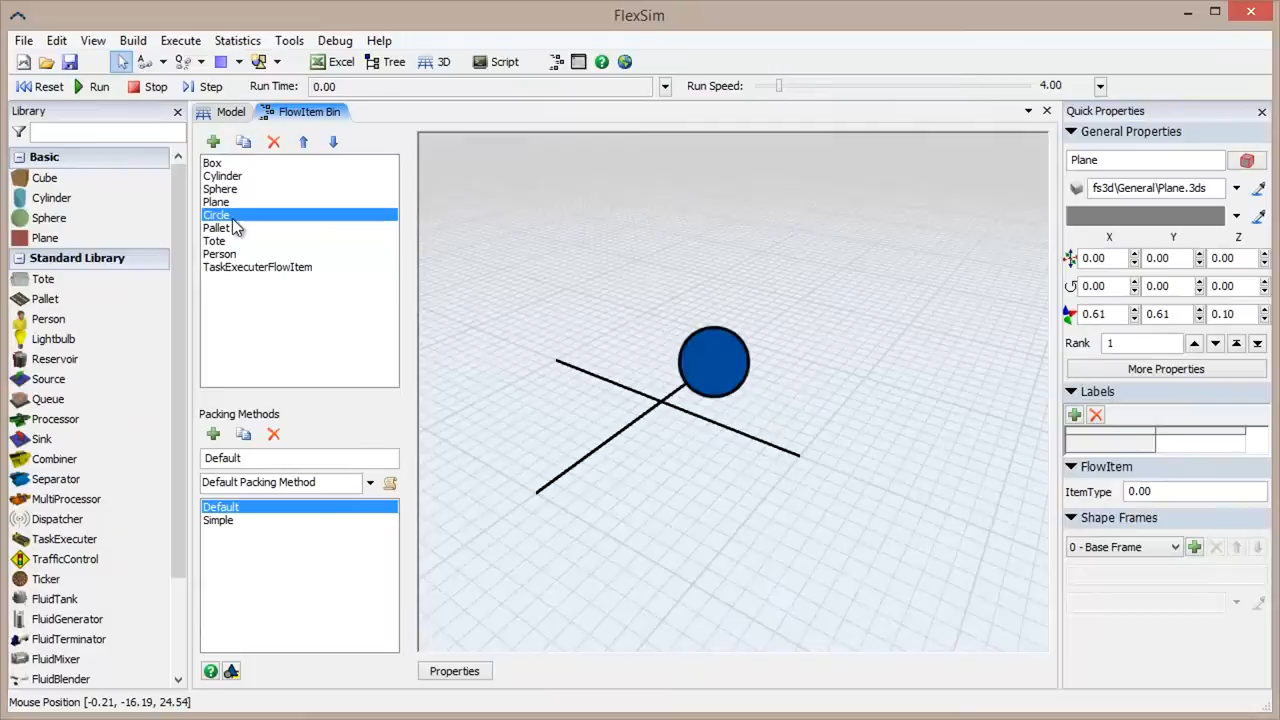 FlexSim
File Edit View Build Execute Statistics Tools Debug Help
Excel Tree 3D Script
Reset Run Stop Step Run Time: 0.00 Run Speed: 4.00
Library
Model FlowItem Bin
Quick Properties
General Properties
Basic
Cube
Cylinder
Sphere
Plane
Standard Library
Tote
Pallet
Person
Lightbulb
Reservoir
Source
Queue
Processor
Sink
Combiner
Separator
MultiProcessor
Dispatcher
TaskExecuter
TrafficControl
Ticker
FluidTank
FluidGenerator
FluidTerminator
FluidMixer
FluidBlender
Box
Cylinder
Sphere
Plane
Circle
Pallet
Tote
Person
TaskExecuterFlowItem
Packing Methods
Default
Default Packing Method
Default
Simple
Properties
Plane
fs3d\General\Plane.3ds
X Y Z
0.00 0.00 0.00
0.00 0.00 0.00
0.61 0.61 0.10
Rank 1
More Properties
Labels
FlowItem
ItemType 0.00
Shape Frames
0 - Base Frame
Mouse Position [-0.21, -16.19, 24.54]